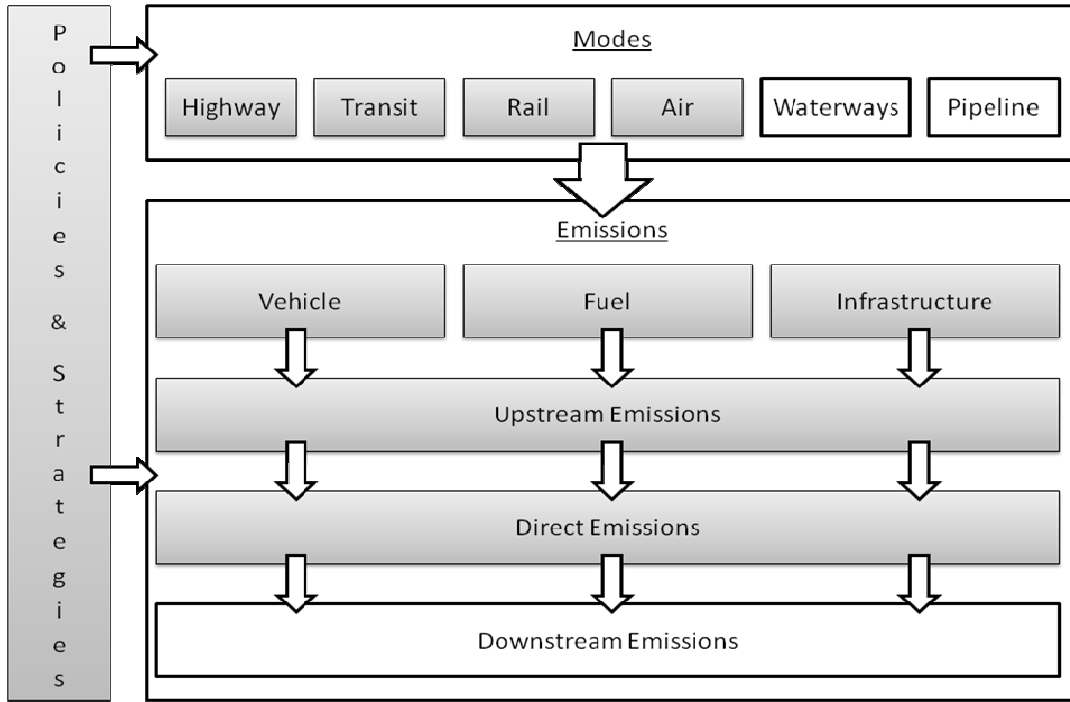 Policies & Strategies
Modes
Highway Transit Rail Air Waterways Pipeline
Emissions
Vehicle Fuel Infrastructure
Upstream Emissions
Direct Emissions
Downstream Emissions